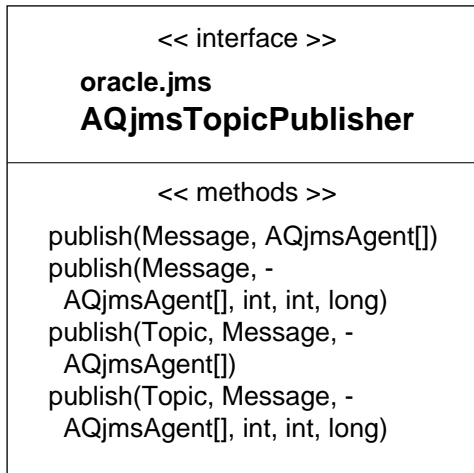 << interface >>
oracle.jms
AQjmsTopicPublisher
<< methods >>
publish(Message, AQjmsAgent[])
publish(Message, -
AQjmsAgent[], int, int, long)
publish(Topic, Message, -
AQjmsAgent[])
publish(Topic, Message, -
AQjmsAgent[], int, int, long)